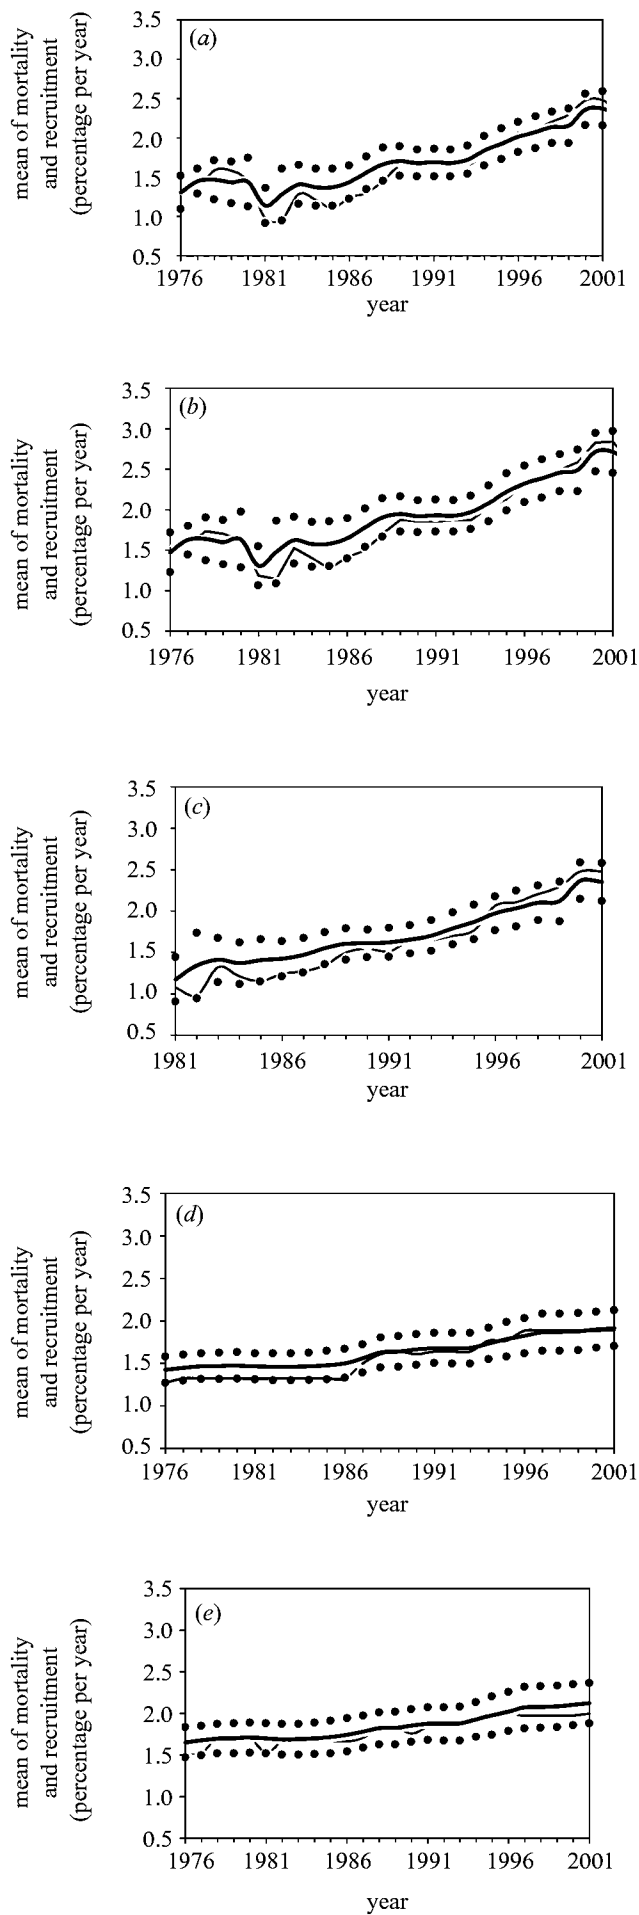 mean of mortality
and recruitment
(percentage per year)
(a)
3.5
3.0
2.5
2.0
1.5
1.0
0.5
1976 1981 1986 1991 1996 2001
year
mean of mortality
and recruitment
(percentage per year)
(b)
3.5
3.0
2.5
2.0
1.5
1.0
0.5
1976 1981 1986 1991 1996 2001
year
mean of mortality
and recruitment
(percentage per year)
(c)
3.5
3.0
2.5
2.0
1.5
1.0
0.5
1981 1986 1991 1996 2001
year
mean of mortality
and recruitment
(percentage per year)
(d)
3.5
3.0
2.5
2.0
1.5
1.0
0.5
1976 1981 1986 1991 1996 2001
year
mean of mortality
and recruitment
(percentage per year)
(e)
3.5
3.0
2.5
2.0
1.5
1.0
0.5
1976 1981 1986 1991 1996 2001
year